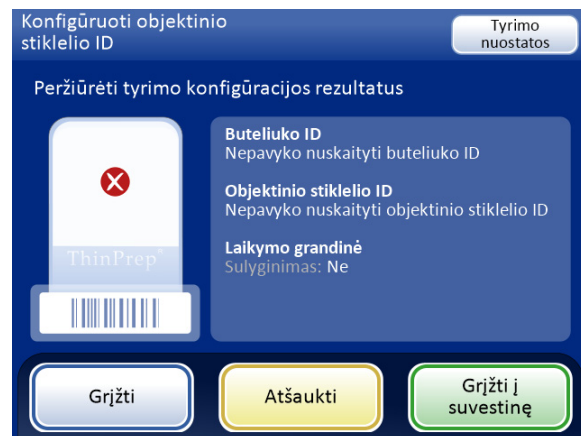 Konfigūruoti objektinio
stiklelio ID
Tyrimo
nuostatos
Peržiūrėti tyrimo konfigūracijos rezultatus
Buteliuko ID
Nepavyko nuskaityti buteliuko ID
Objektinio stiklelio ID
Nepavyko nuskaityti objektinio stiklelio ID
Laikymo grandinė
Sulyginimas: Ne
ThinPrep®
Grįžti
Atšaukti
Grįžti į
suvestinę